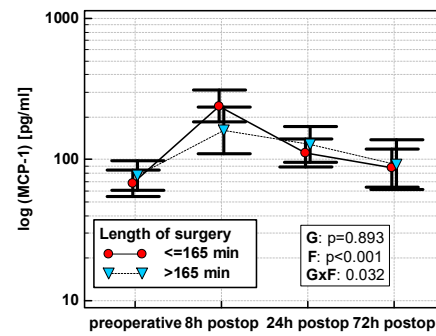 log (MCP-1) [pg/ml]
1000
100
10
Length of surgery
<=165 min
>165 min
G: p=0.893
F: p<0.001
GxF: 0.032
preoperative 8h postop 24h postop 72h postop